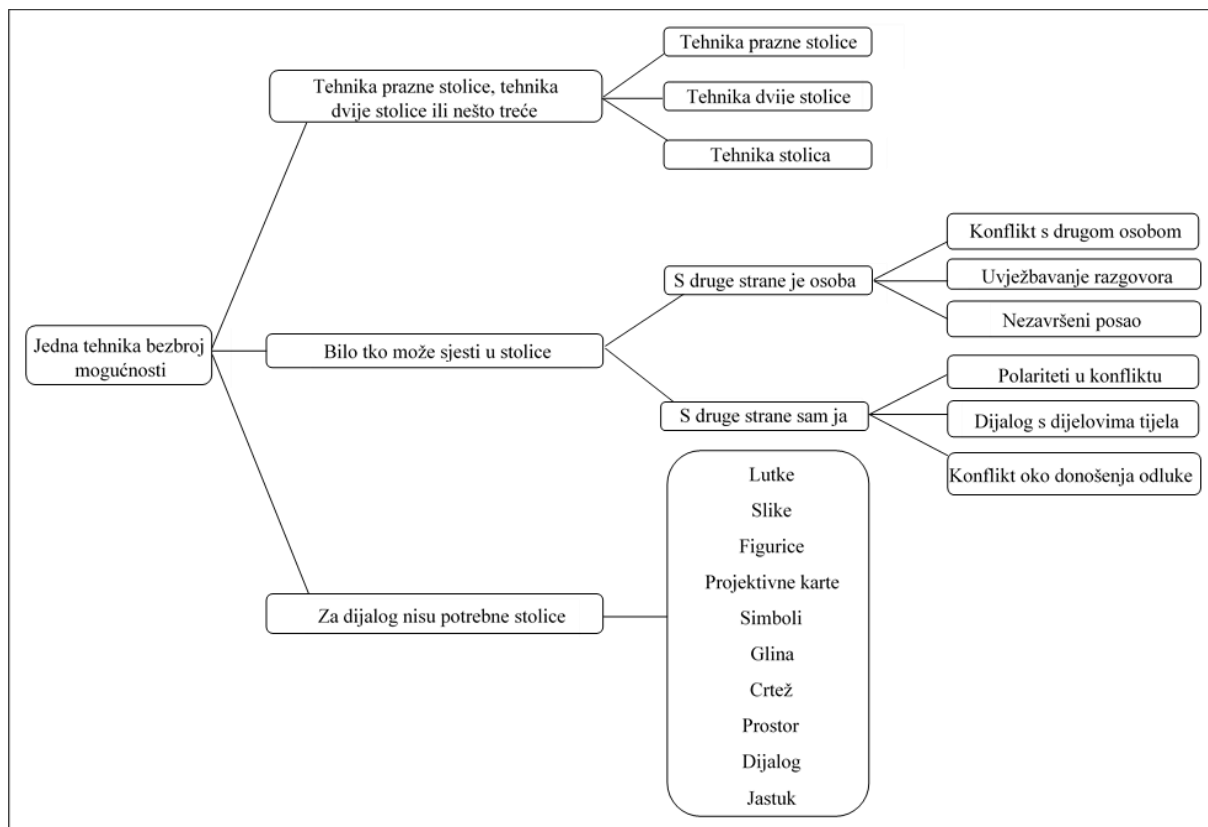 Tehnika prazne stolice, tehnika
dvije stolice ili nešto treće
Tehnika prazne stolice
Tehnika dvije stolice
Tehnika stolica
Jedna tehnika bezbroj
mogućnosti
Bilo tko može sjesti u stolice
S druge strane je osoba
Konflikt s drugom osobom
Uvježbavanje razgovora
Nezavršeni posao
S druge strane sam ja
Polariteti u konfliktu
Dijalog s dijelovima tijela
Konflikt oko donošenja odluke
Za dijalog nisu potrebne stolice
Lutke
Slike
Figurice
Projektivne karte
Simboli
Glina
Crtež
Prostor
Dijalog
Jastuk